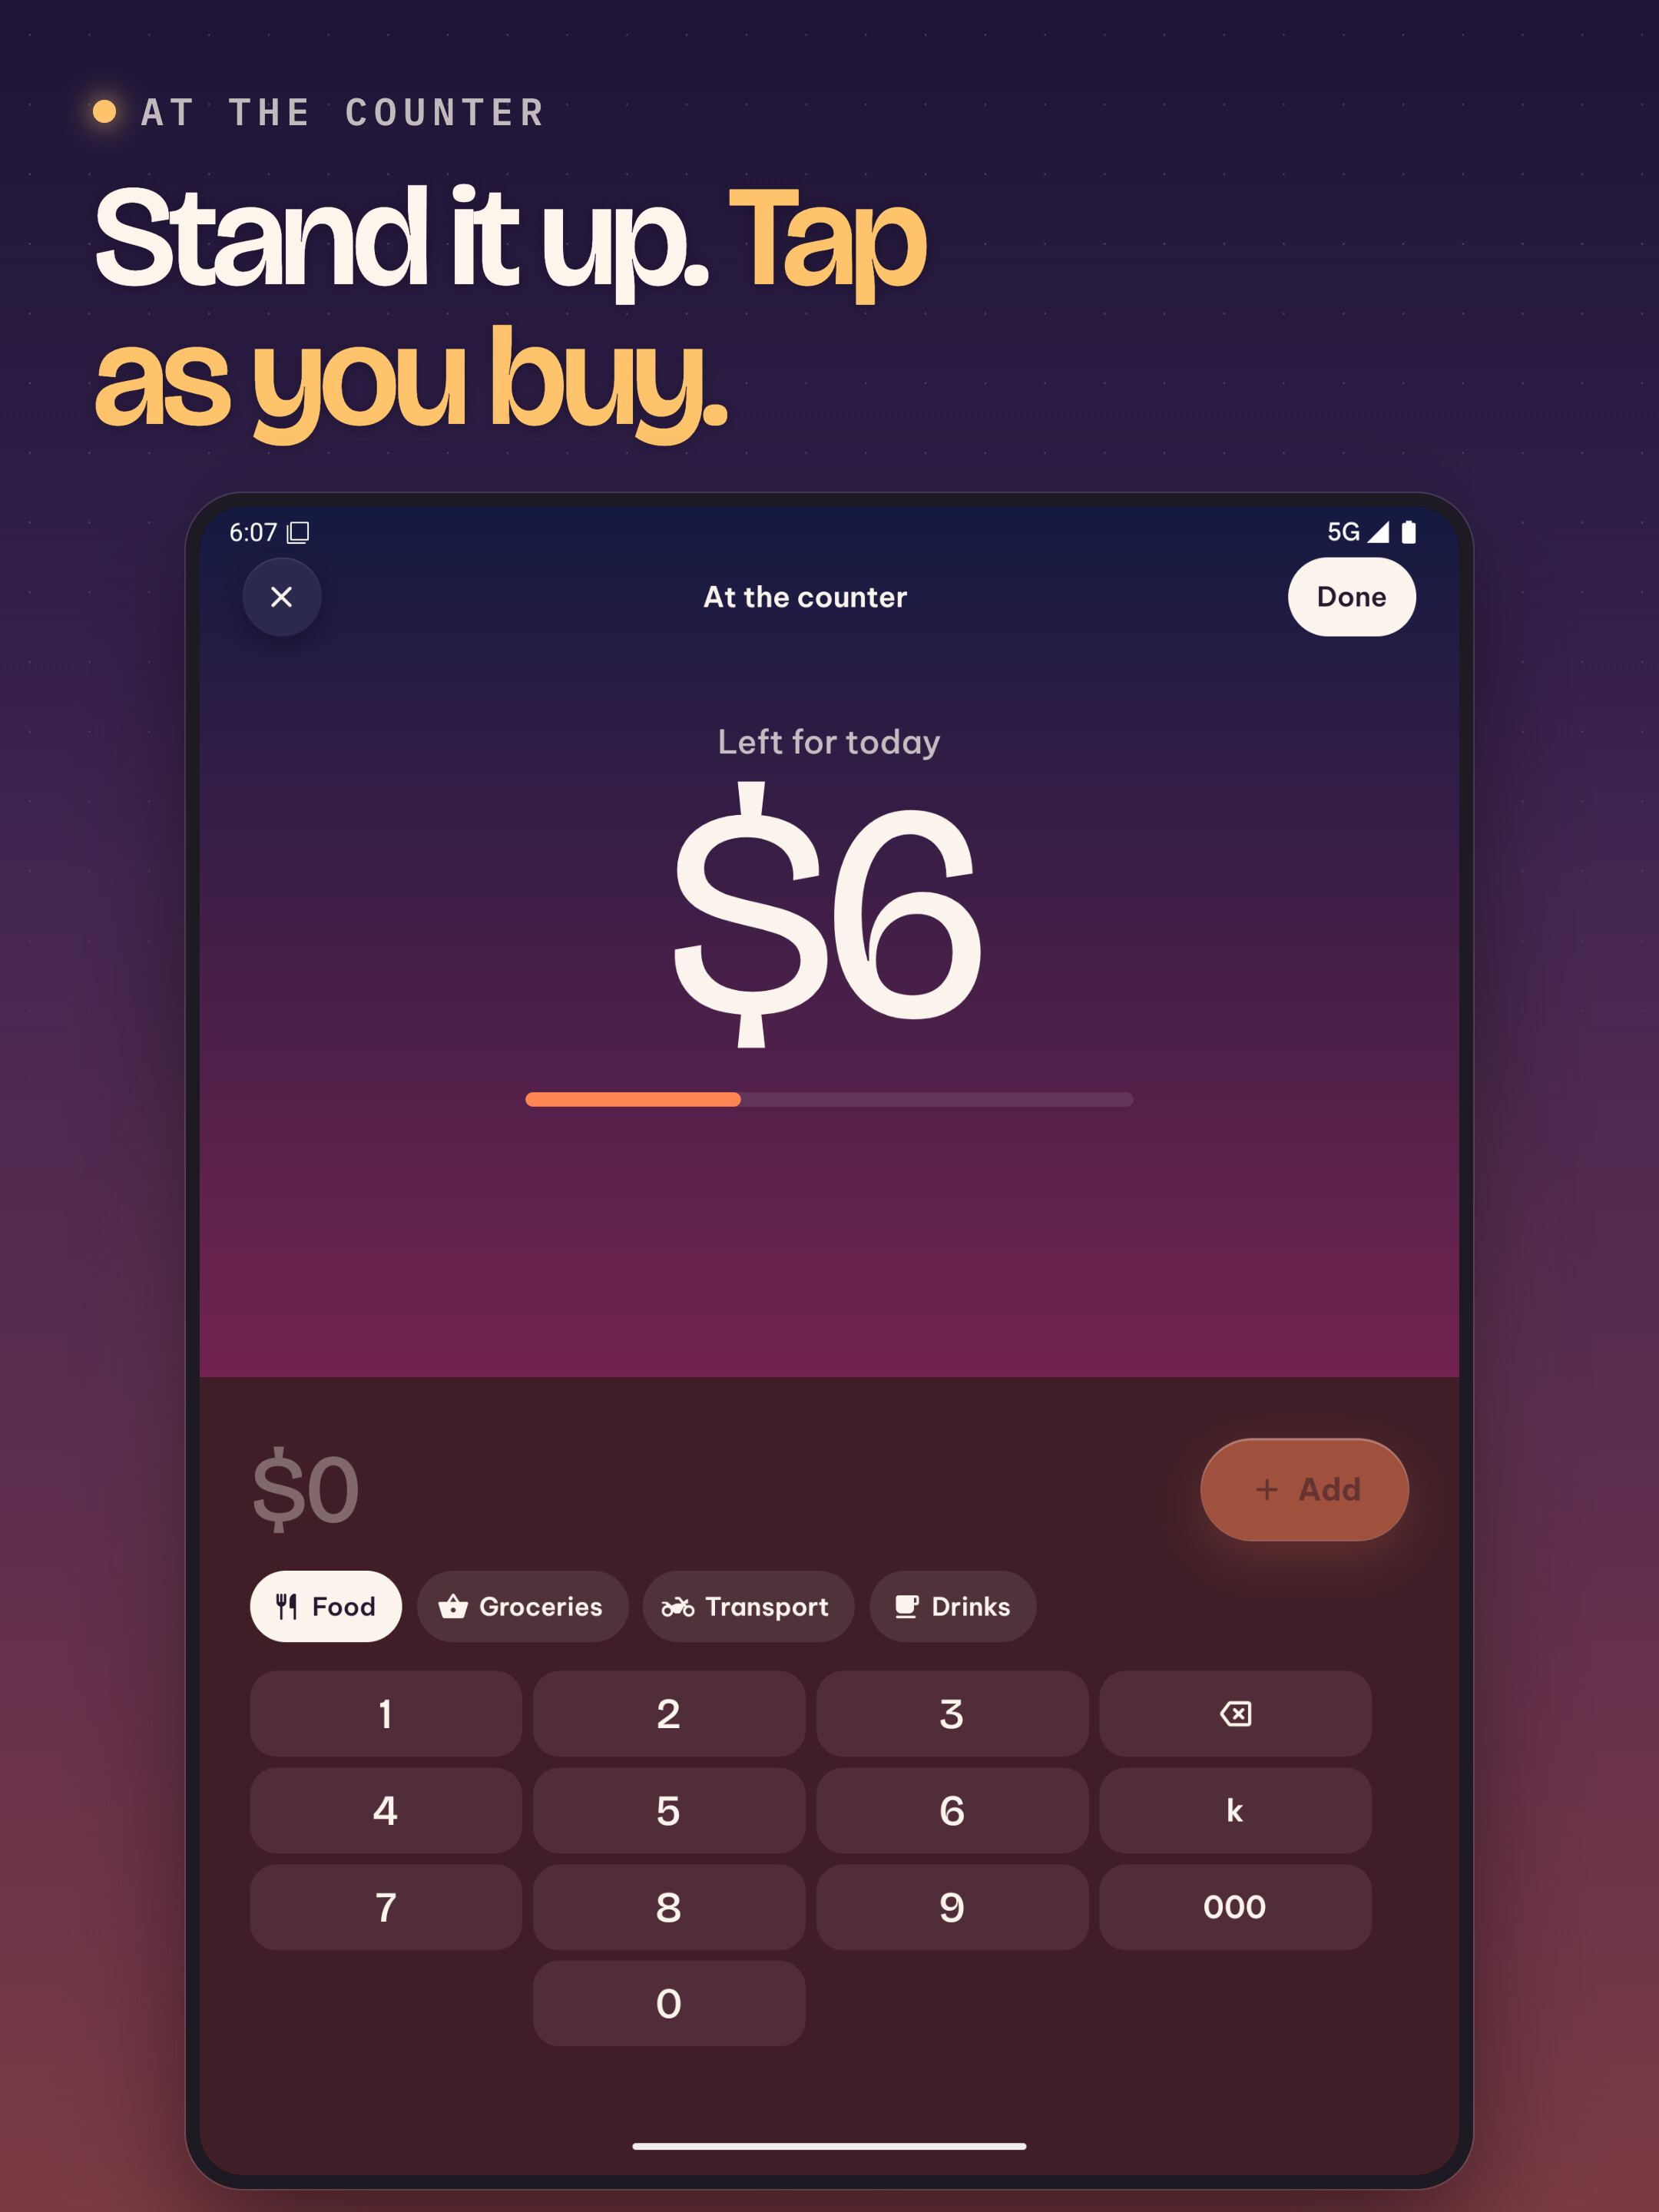 AT THE COUNTER
Stand it up. Tap
as you buy.
6:07
5G
At the counter
Done
Left for today
$6
$0
+ Add
Food
Groceries
Transport
Drinks
1
2
3
4
5
6
k
7
8
9
000
0